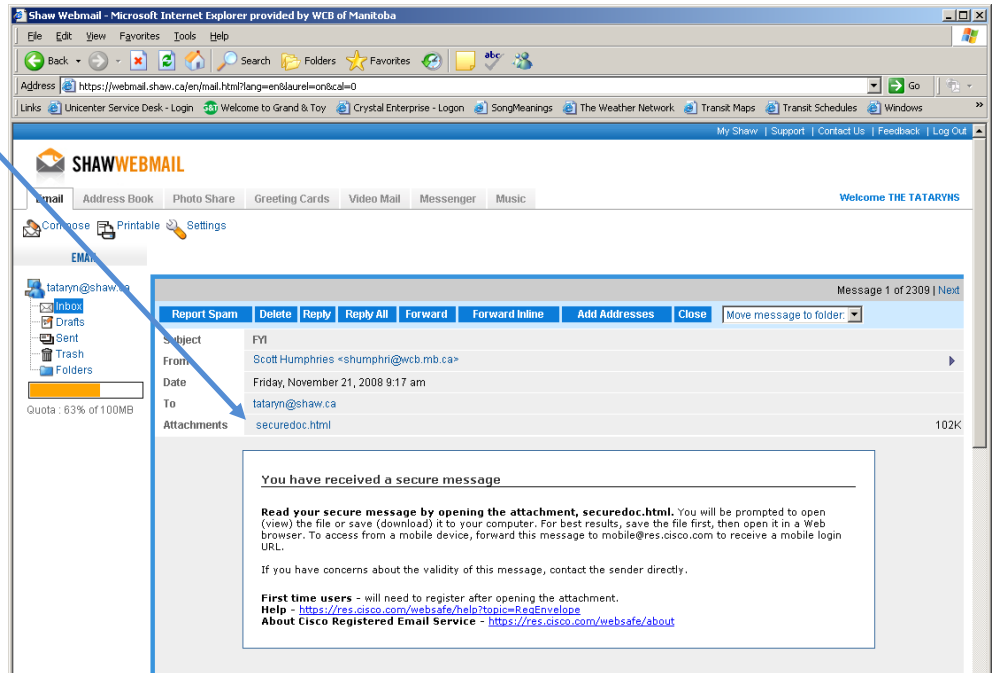 Shaw Webmail - Microsoft Internet Explorer provided by WCB of Manitoba
File Edit View Favorites Tools Help
Back Search Folders Favorites
Address https://webmail.shaw.ca/en/mail.html?lang=en&laurel=on&cal=0 Go
Links Unicenter Service Desk - Login Welcome to Grand & Toy Crystal Enterprise - Logon SongMeanings The Weather Network Transit Maps Transit Schedules Windows »
My Shaw | Support | Contact Us | Feedback | Log Out
SHAWWEBMAIL
Email Address Book Photo Share Greeting Cards Video Mail Messenger Music
Welcome THE TATARYNS
Compose Printable Settings
EMAIL
tataryn@shaw.ca
Inbox
Drafts
Sent
Trash
Folders
Quota : 63% of 100MB
Message 1 of 2309 | Next
Report Spam Delete Reply Reply All Forward Forward Inline Add Addresses Close Move message to folder:
Subject FYI
From Scott Humphries <shumphri@wcb.mb.ca>
Date Friday, November 21, 2008 9:17 am
To tataryn@shaw.ca
Attachments securedoc.html 102K
You have received a secure message
Read your secure message by opening the attachment, securedoc.html. You will be prompted to open
(view) the file or save (download) it to your computer. For best results, save the file first, then open it in a Web
browser. To access from a mobile device, forward this message to mobile@res.cisco.com to receive a mobile login
URL.
If you have concerns about the validity of this message, contact the sender directly.
First time users - will need to register after opening the attachment.
Help - https://res.cisco.com/websafe/help?topic=RegEnvelope
About Cisco Registered Email Service - https://res.cisco.com/websafe/about